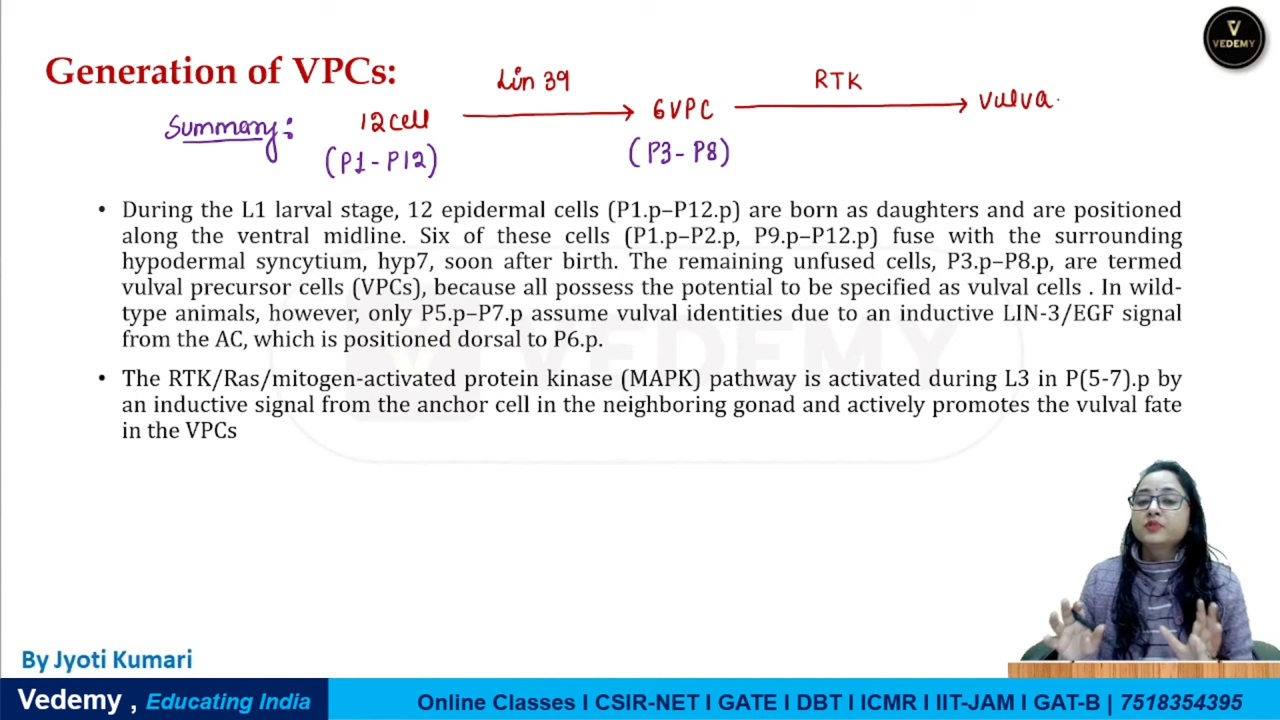 V
VEDEMY
Generation of VPCs:
Lin 39
RTK
Summary:
12 cell
6 VPC
vulva.
(P1 - P12)
(P3 - P8)
• During the L1 larval stage, 12 epidermal cells (P1.p–P12.p) are born as daughters and are positioned
along the ventral midline. Six of these cells (P1.p–P2.p, P9.p–P12.p) fuse with the surrounding
hypodermal syncytium, hyp7, soon after birth. The remaining unfused cells, P3.p–P8.p, are termed
vulval precursor cells (VPCs), because all possess the potential to be specified as vulval cells . In wild-
type animals, however, only P5.p–P7.p assume vulval identities due to an inductive LIN-3/EGF signal
from the AC, which is positioned dorsal to P6.p.
• The RTK/Ras/mitogen-activated protein kinase (MAPK) pathway is activated during L3 in P(5-7).p by
an inductive signal from the anchor cell in the neighboring gonad and actively promotes the vulval fate
in the VPCs
VEDEMY
By Jyoti Kumari
Vedemy , Educating India
Online Classes I CSIR-NET I GATE I DBT I ICMR I IIT-JAM I GAT-B | 7518354395